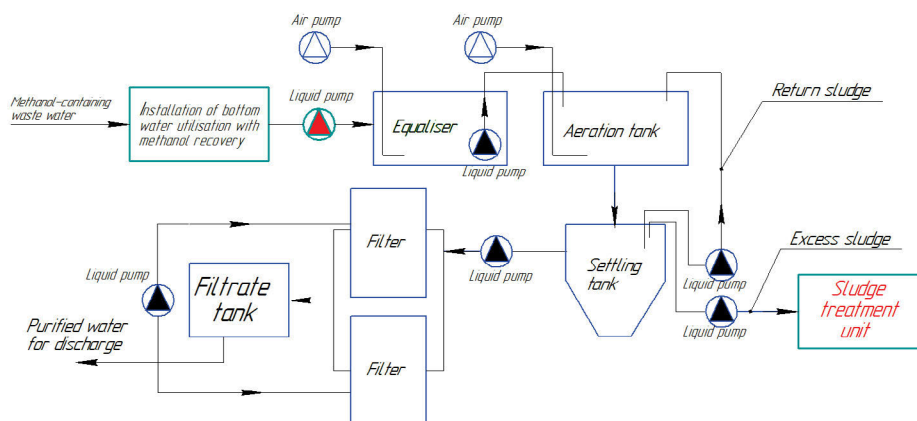 Air pump
Air pump
Methanol-containing
waste water
Installation of bottom
water utilisation with
methanol recovery
Liquid pump
Equaliser
Liquid pump
Aeration tank
Return sludge
Liquid pump
Filtrate
tank
Purified water
for discharge
Filter
Filter
Liquid pump
Settling
tank
Liquid pump
Excess sludge
Liquid pump
Sludge
treatment
unit